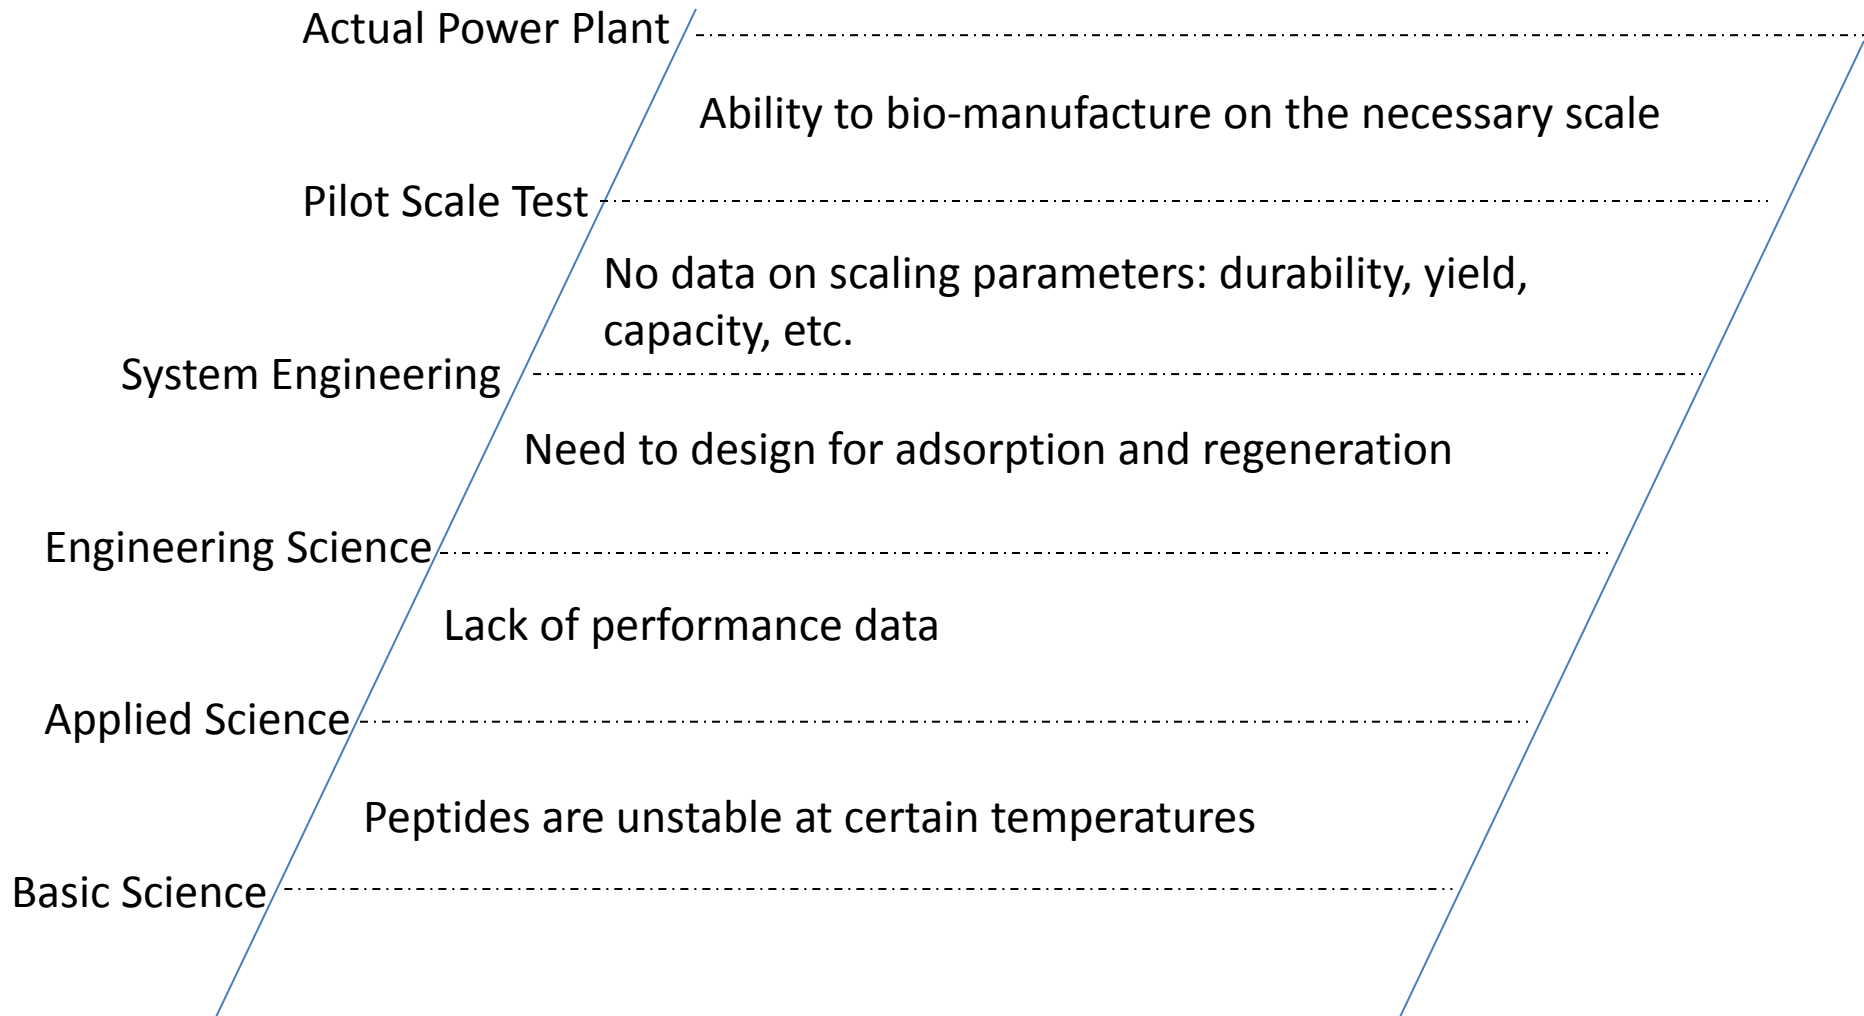 Actual Power Plant
Ability to bio-manufacture on the necessary scale
Pilot Scale Test
No data on scaling parameters: durability, yield,
capacity, etc.
System Engineering
Need to design for adsorption and regeneration
Engineering Science
Lack of performance data
Applied Science
Peptides are unstable at certain temperatures
Basic Science